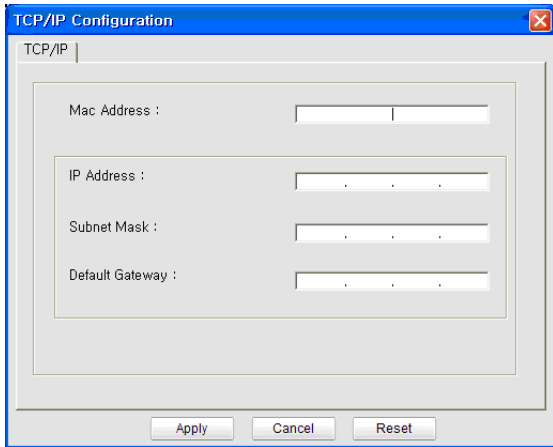 TCP/IP Configuration
TCP/IP
Mac Address :
IP Address :
. . .
Subnet Mask :
. . .
Default Gateway :
. . .
Apply Cancel Reset